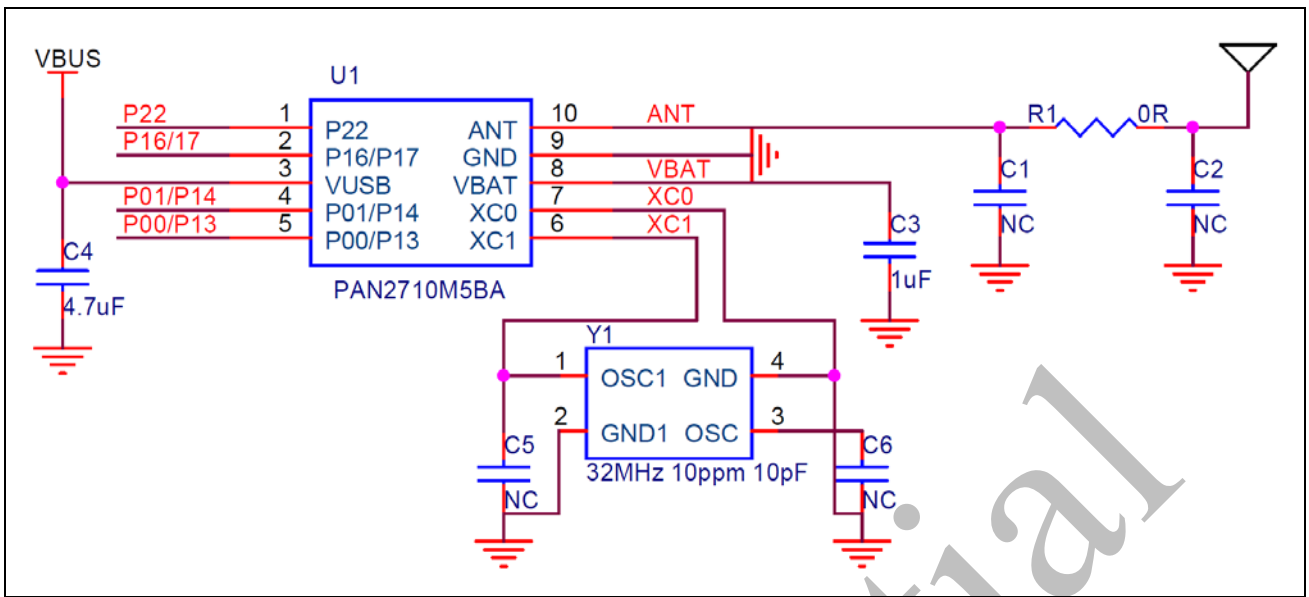 VBUS
U1
P22 1 P22 ANT 10 ANT R1 0R
P16/17 2 P16/P17 GND 9
3 VUSB VBAT 8 VBAT C1 C2
P01/P14 4 P01/P14 XC0 7 XC0
P00/P13 5 P00/P13 XC1 6 XC1 C3 NC NC
C4
4.7uF PAN2710M5BA 1uF
Y1
1 OSC1 GND 4
2 GND1 OSC 3
C5 32MHz 10ppm 10pF C6
NC NC